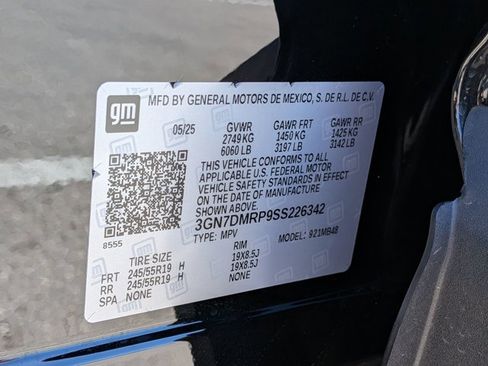 gm
MFD BY GENERAL MOTORS DE MEXICO, S. DE R.L. DE C.V.
05/25 GVWR GAWR FRT GAWR RR
2749 KG 1450 KG 1425 KG
6060 LB 3197 LB 3142 LB
THIS VEHICLE CONFORMS TO ALL
APPLICABLE U.S. FEDERAL MOTOR
VEHICLE SAFETY STANDARDS IN EFFECT
ON THE DATE OF MANUFACTURE
SHOWN ABOVE.
3GN7DMRP9SS226342
8555
TYPE: MPV MODEL: 921MB48
TIRE SIZE RIM
FRT 245/55R19 H 19X8.5J
RR 245/55R19 H 19X8.5J
SPA NONE NONE